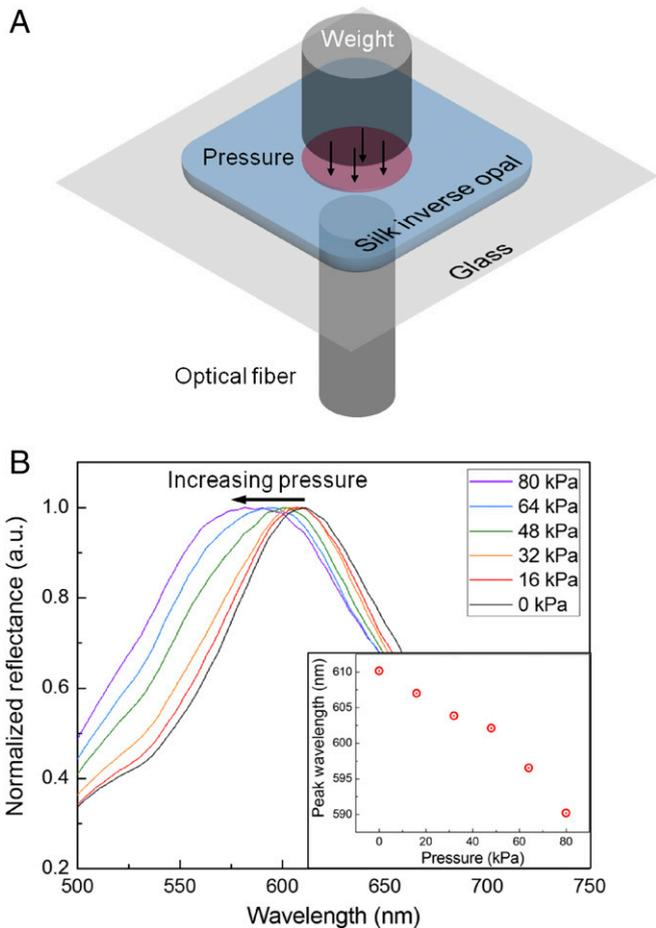 A
Weight
Pressure
Silk inverse opal
Glass
Optical fiber
B
Increasing pressure
80 kPa
64 kPa
48 kPa
32 kPa
16 kPa
0 kPa
Normalized reflectance (a.u.)
1.0
0.8
0.6
0.4
0.2
500
550
600
650
700
750
Wavelength (nm)
Peak wavelength (nm)
610
605
600
595
590
0
20
40
60
80
Pressure (kPa)